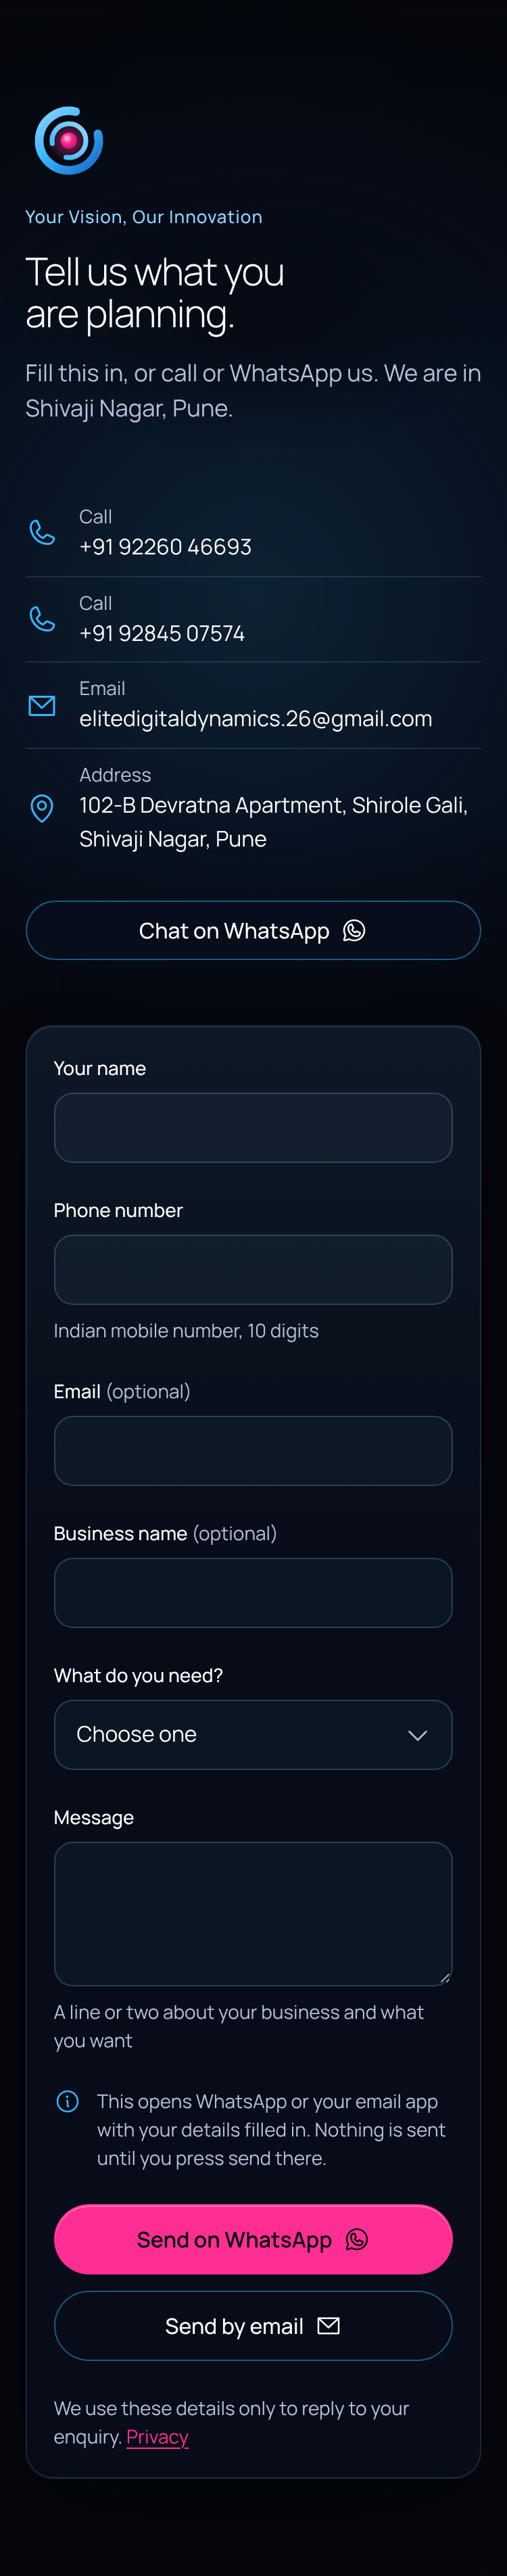 Your Vision, Our Innovation
Tell us what you
are planning.
Fill this in, or call or WhatsApp us. We are in
Shivaji Nagar, Pune.
Call
+91 92260 46693
Call
+91 92845 07574
Email
elitedigitaldynamics.26@gmail.com
Address
102-B Devratna Apartment, Shirole Gali,
Shivaji Nagar, Pune
Chat on WhatsApp
Your name
Phone number
Indian mobile number, 10 digits
Email (optional)
Business name (optional)
What do you need?
Choose one
Message
A line or two about your business and what
you want
This opens WhatsApp or your email app
with your details filled in. Nothing is sent
until you press send there.
Send on WhatsApp
Send by email
We use these details only to reply to your
enquiry. Privacy